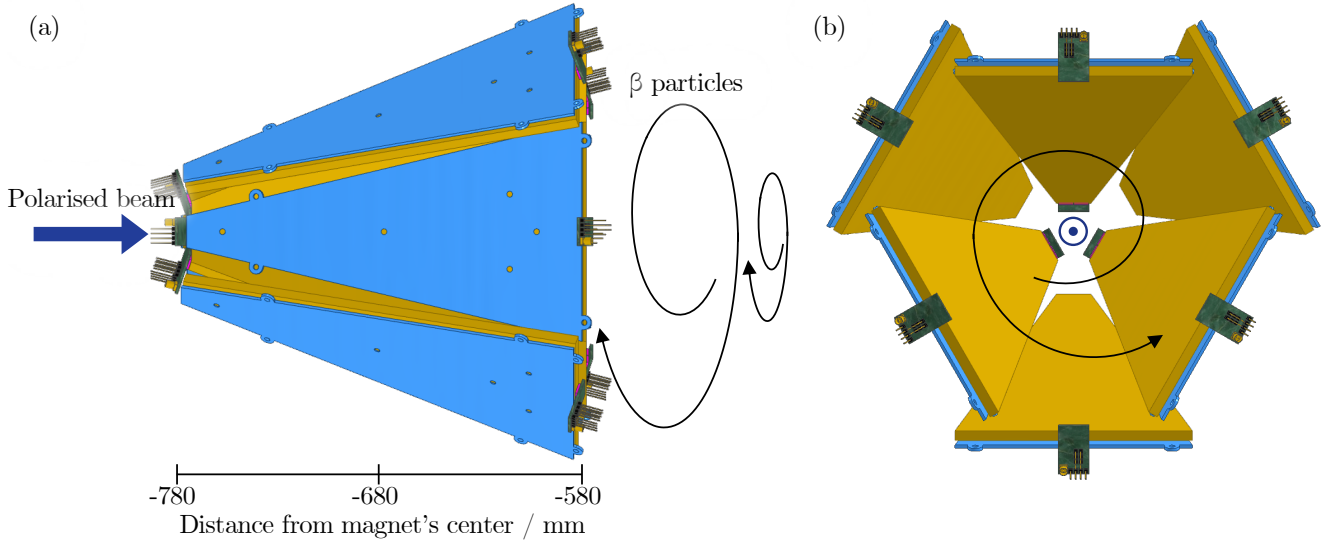 (a)
(b)
β particles
Polarised beam
-780
-680
-580
Distance from magnet's center / mm